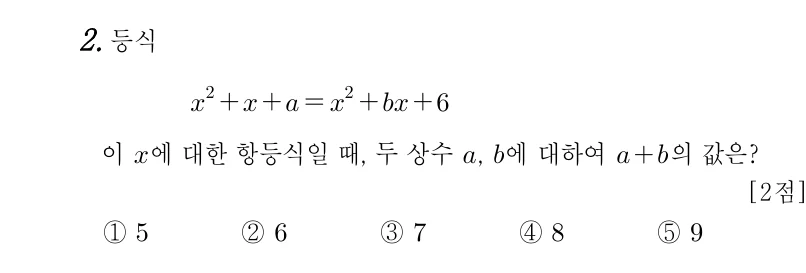 2. 등식
x²+x+a=x²+bx+6
이 x에 대한 항등식일 때, 두 상수 a, b에 대하여 a+b의 값은?
[2점]
① 5 ② 6 ③ 7 ④ 8 ⑤ 9